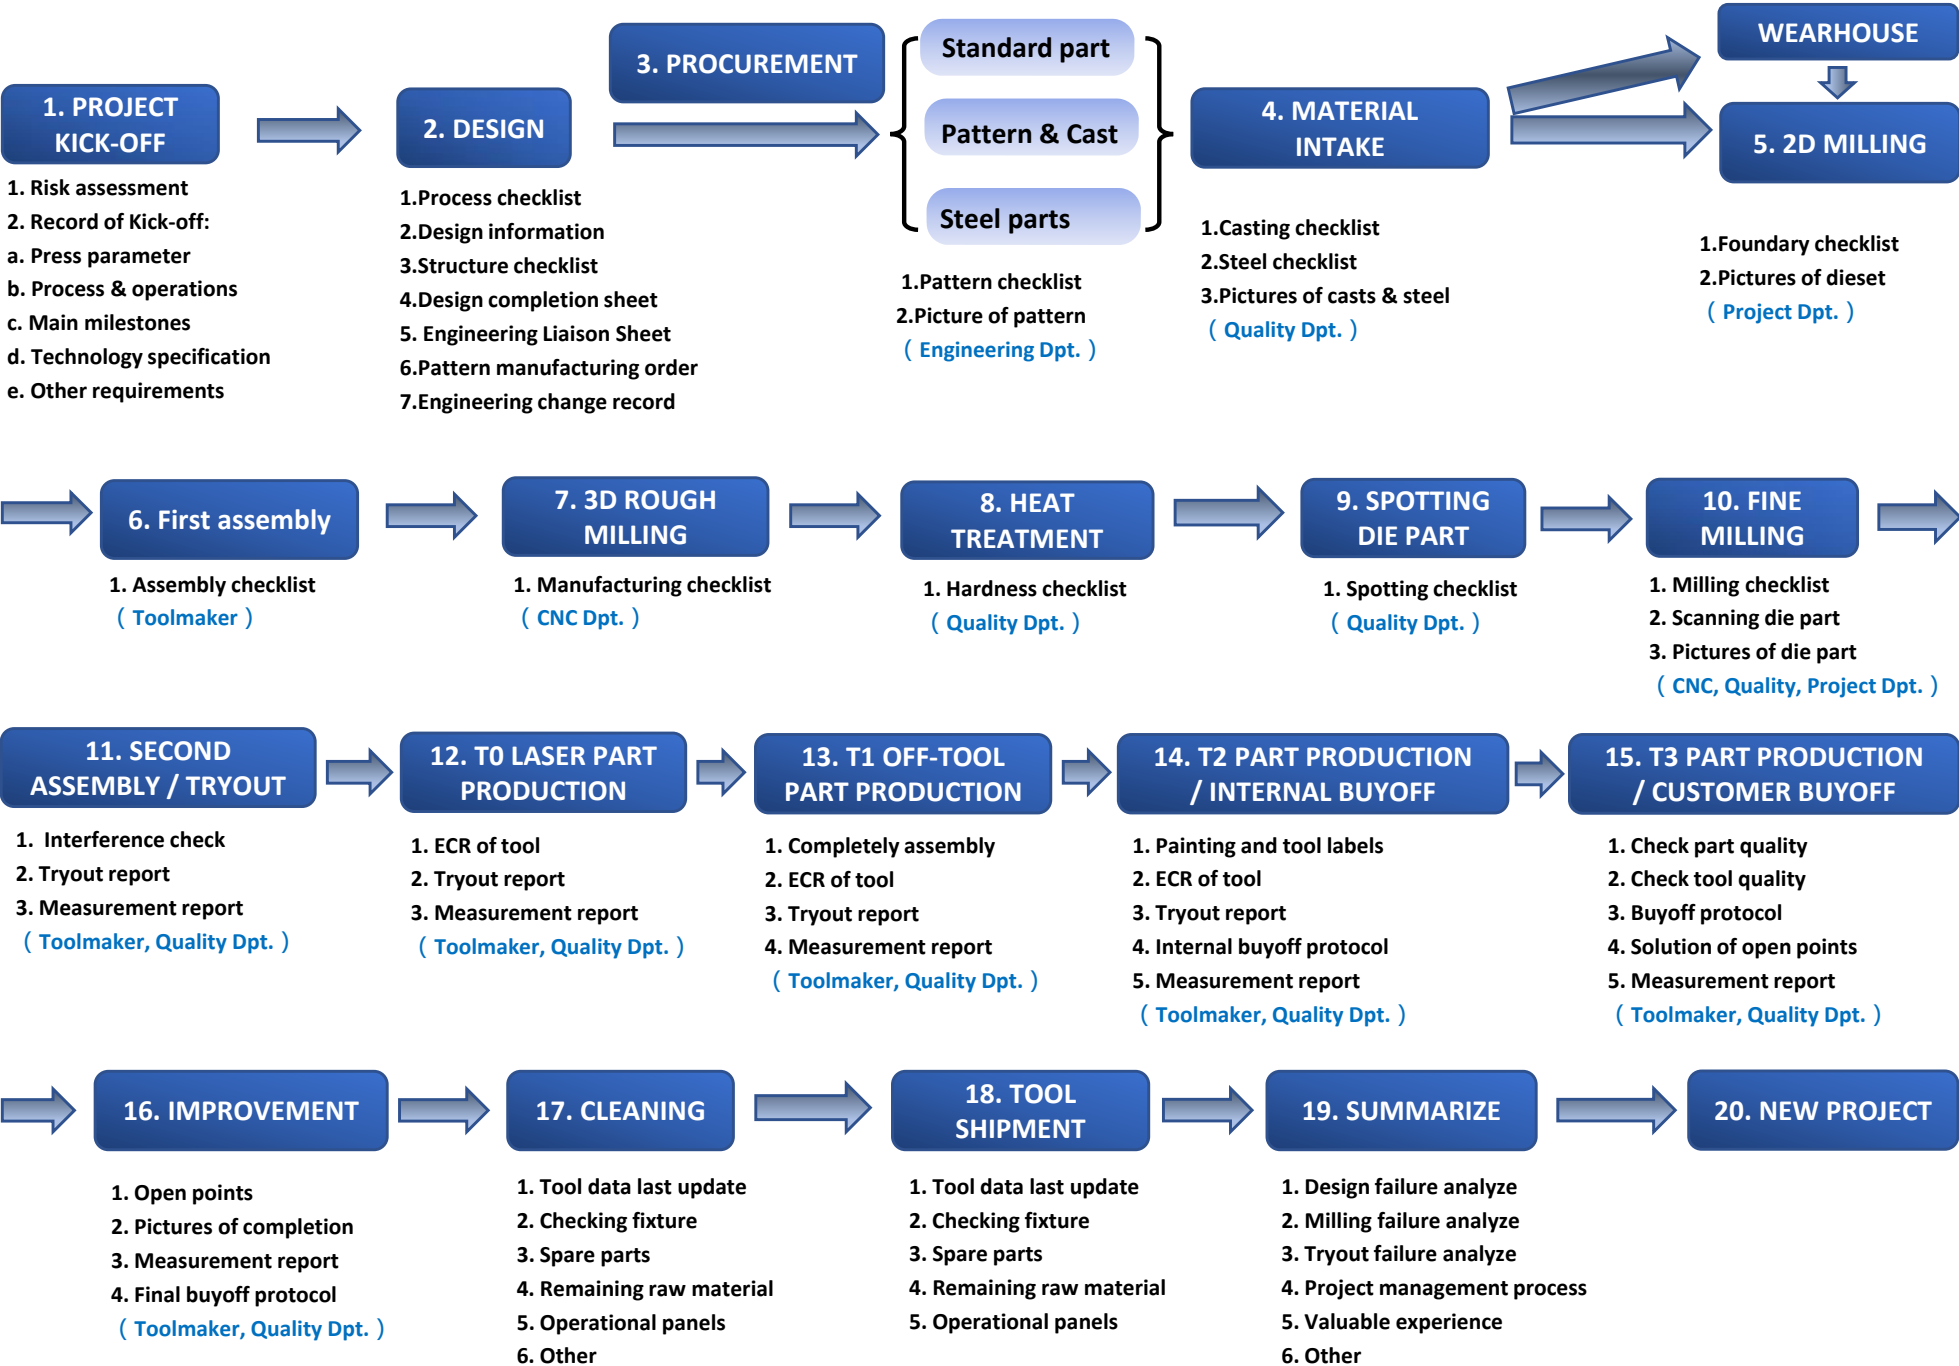 1. PROJECT
KICK-OFF
1. Risk assessment
2. Record of Kick-off:
a. Press parameter
b. Process & operations
c. Main milestones
d. Technology specification
e. Other requirements
2. DESIGN
1.Process checklist
2.Design information
3.Structure checklist
4.Design completion sheet
5. Engineering Liaison Sheet
6.Pattern manufacturing order
7.Engineering change record
3. PROCUREMENT
Standard part
Pattern & Cast
Steel parts
1.Pattern checklist
2.Picture of pattern
( Engineering Dpt. )
4. MATERIAL
INTAKE
1.Casting checklist
2.Steel checklist
3.Pictures of casts & steel
( Quality Dpt. )
WEARHOUSE
5. 2D MILLING
1.Foundary checklist
2.Pictures of dieset
( Project Dpt. )
6. First assembly
1. Assembly checklist
( Toolmaker )
7. 3D ROUGH
MILLING
1. Manufacturing checklist
( CNC Dpt. )
8. HEAT
TREATMENT
1. Hardness checklist
( Quality Dpt. )
9. SPOTTING
DIE PART
1. Spotting checklist
( Quality Dpt. )
10. FINE
MILLING
1. Milling checklist
2. Scanning die part
3. Pictures of die part
( CNC, Quality, Project Dpt. )
11. SECOND
ASSEMBLY / TRYOUT
1. Interference check
2. Tryout report
3. Measurement report
( Toolmaker, Quality Dpt. )
12. T0 LASER PART
PRODUCTION
1. ECR of tool
2. Tryout report
3. Measurement report
( Toolmaker, Quality Dpt. )
13. T1 OFF-TOOL
PART PRODUCTION
1. Completely assembly
2. ECR of tool
3. Tryout report
4. Measurement report
( Toolmaker, Quality Dpt. )
14. T2 PART PRODUCTION
/ INTERNAL BUYOFF
1. Painting and tool labels
2. ECR of tool
3. Tryout report
4. Internal buyoff protocol
5. Measurement report
( Toolmaker, Quality Dpt. )
15. T3 PART PRODUCTION
/ CUSTOMER BUYOFF
1. Check part quality
2. Check tool quality
3. Buyoff protocol
4. Solution of open points
5. Measurement report
( Toolmaker, Quality Dpt. )
16. IMPROVEMENT
1. Open points
2. Pictures of completion
3. Measurement report
4. Final buyoff protocol
( Toolmaker, Quality Dpt. )
17. CLEANING
1. Tool data last update
2. Checking fixture
3. Spare parts
4. Remaining raw material
5. Operational panels
6. Other
18. TOOL
SHIPMENT
1. Tool data last update
2. Checking fixture
3. Spare parts
4. Remaining raw material
5. Operational panels
19. SUMMARIZE
1. Design failure analyze
2. Milling failure analyze
3. Tryout failure analyze
4. Project management process
5. Valuable experience
6. Other
20. NEW PROJECT